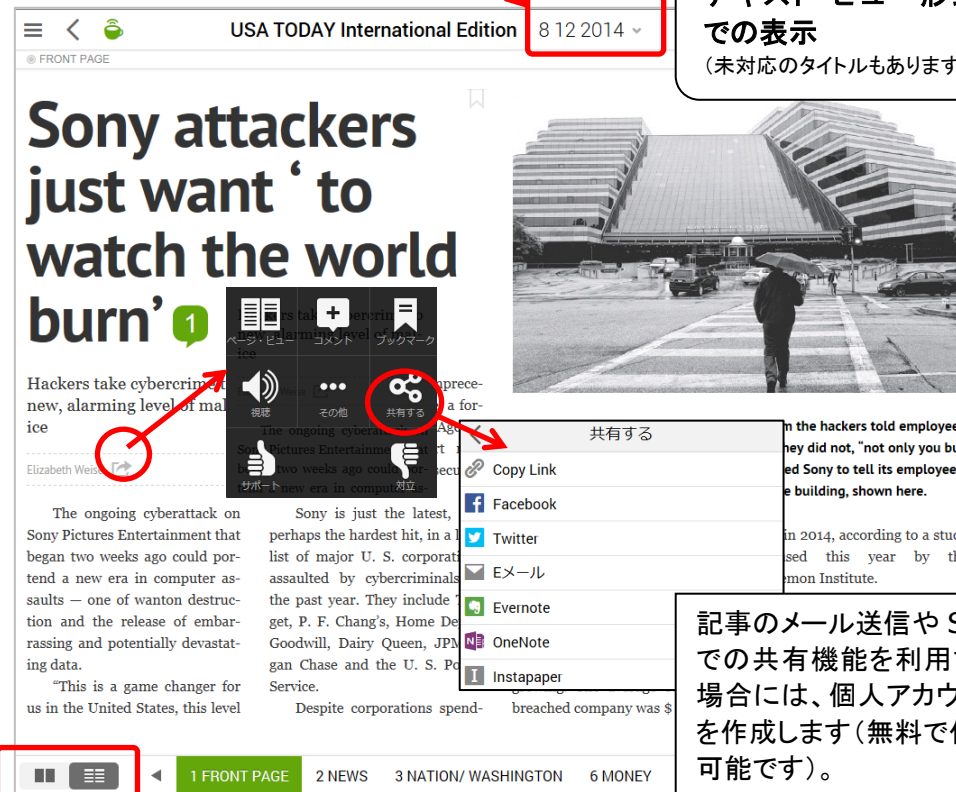 での表示
(未対応のタイトルもあります
USA TODAY International Edition
8 12 2014
FRONT PAGE
Sony attackers
just want ‘ to
watch the world
burn’ 1
Hackers take cybercrime
new, alarming level of mal
ice
Elizabeth Weise
ページ・ビュー
コメント
ブックマーク
視聴
その他
共有する
サポート
対立
The ongoing cyberattack on
Sony Pictures Entertainment that
began two weeks ago could por-
tend a new era in computer as-
saults — one of wanton destruc-
tion and the release of embar-
rassing and potentially devastat-
ing data.
“This is a game changer for
us in the United States, this level
Sony is just the latest,
perhaps the hardest hit, in a l
list of major U. S. corporati
assaulted by cybercriminals
the past year. They include
get, P. F. Chang’s, Home De
Goodwill, Dairy Queen, JPM
gan Chase and the U. S. Po
Service.
Despite corporations spend-
共有する
Copy Link
Facebook
Twitter
Eメール
Evernote
OneNote
Instapaper
m the hackers told employee
hey did not, “not only you bu
ed Sony to tell its employee
e building, shown here.
in 2014, according to a stud
this year by th
emon Institute.
breached company was $
記事のメール送信や S
での共有機能を利用す
場合には、個人アカウ
を作成します(無料で作
可能です)。
1 FRONT PAGE
2 NEWS
3 NATION/ WASHINGTON
6 MONEY